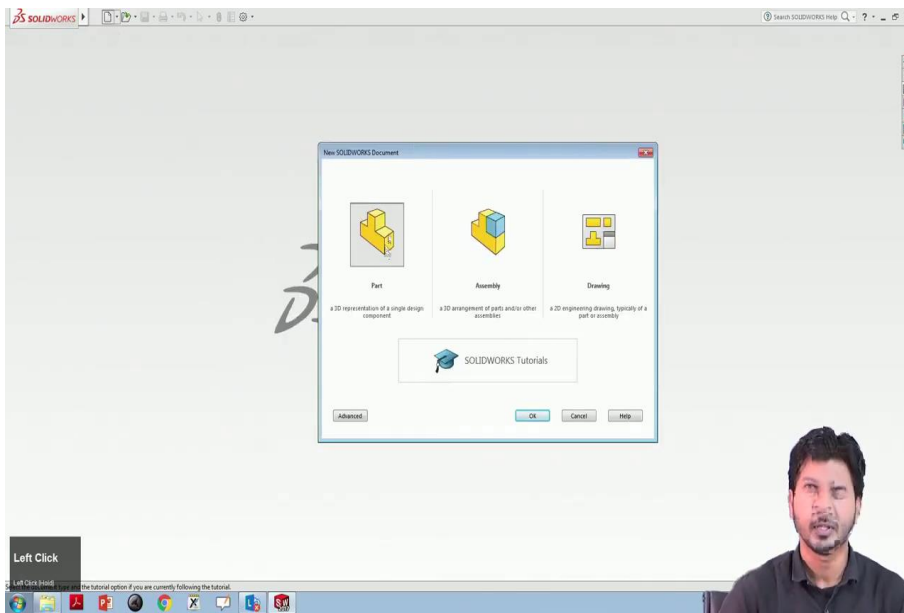 SOLIDWORKS
Search SOLIDWORKS Help
New SOLIDWORKS Document
Part
Assembly
Drawing
a 3D representation of a single design component
a 3D arrangement of parts and/or other assemblies
a 2D engineering drawing, typically of a part or assembly
SOLIDWORKS Tutorials
Advanced
OK
Cancel
Help
Left Click
Left Click (Hold)
and the tutorial option if you are currently following the tutorial.